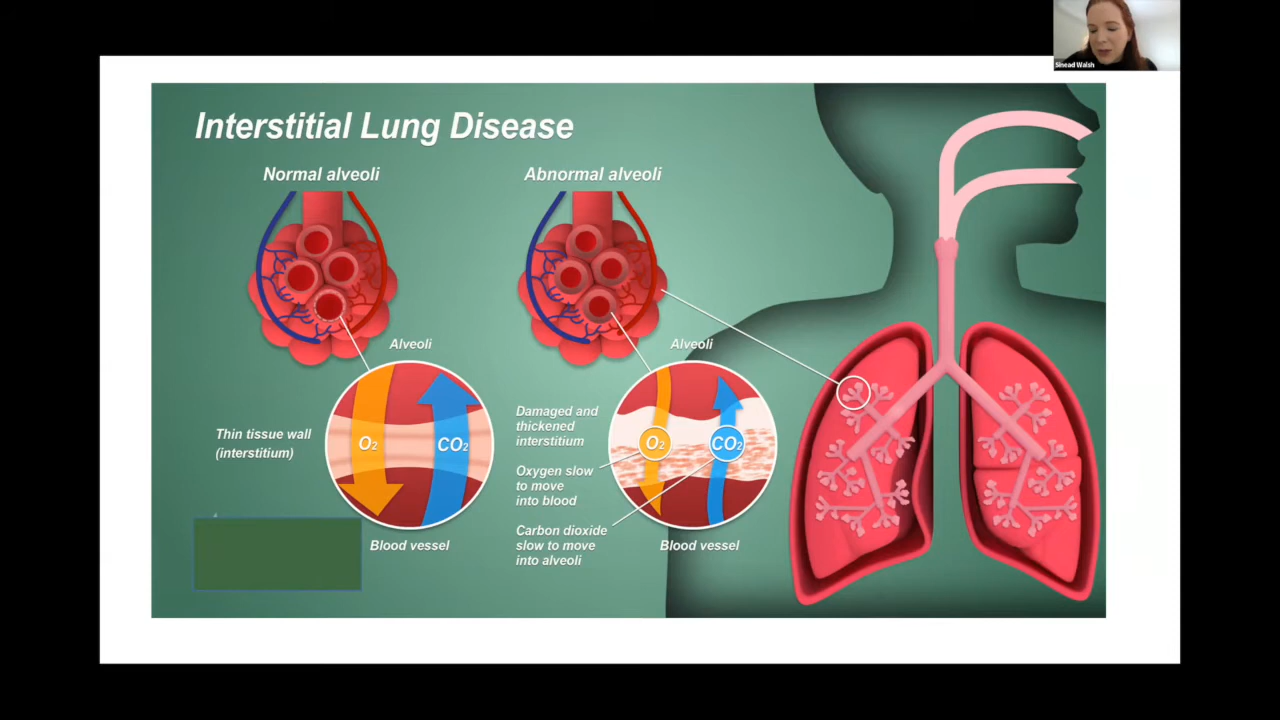 Sinead Walsh
Interstitial Lung Disease
Normal alveoli
Abnormal alveoli
Alveoli
Thin tissue wall
(interstitium)
O₂
CO₂
Blood vessel
Alveoli
Damaged and
thickened
interstitium
Oxygen slow
to move
into blood
Carbon dioxide
slow to move
into alveoli
O₂
CO₂
Blood vessel